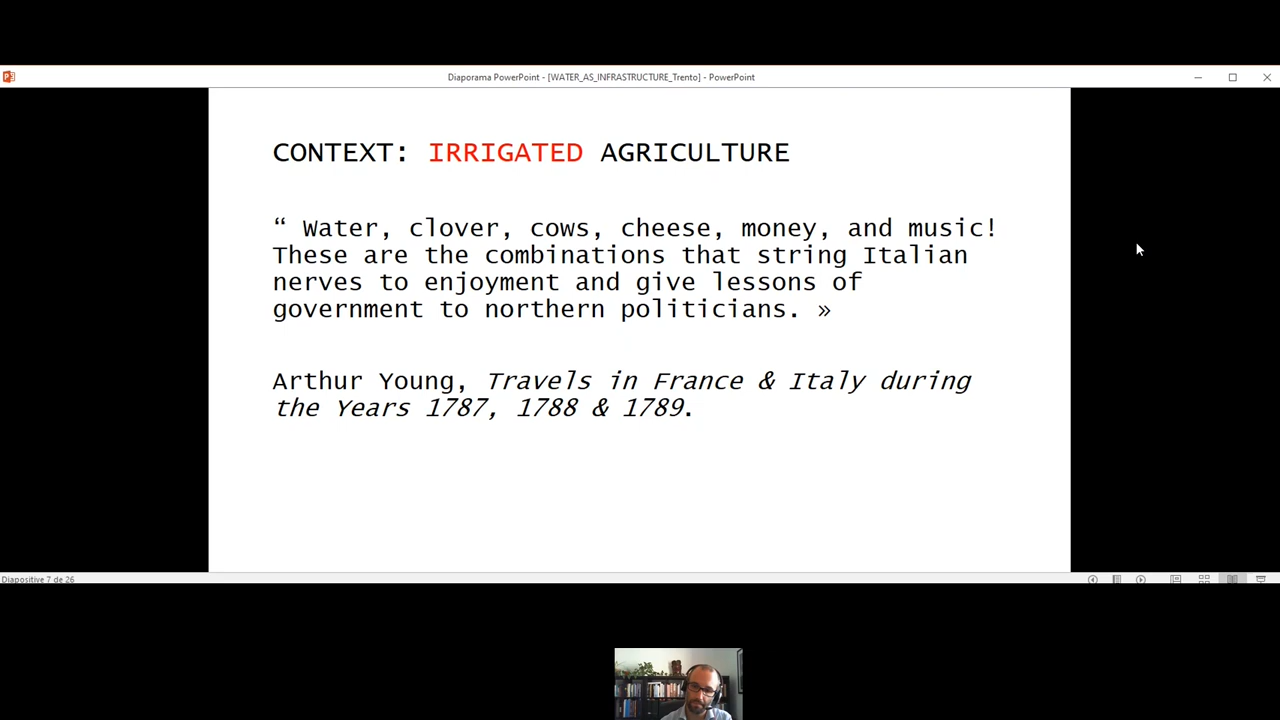 Diaporama PowerPoint - [WATER_AS_INFRASTRUCTURE_Trento] - PowerPoint
CONTEXT: IRRIGATED AGRICULTURE
“ Water, clover, cows, cheese, money, and music!
These are the combinations that string Italian
nerves to enjoyment and give lessons of
government to northern politicians. »
Arthur Young, Travels in France & Italy during
the Years 1787, 1788 & 1789.
Diapositive 7 de 26